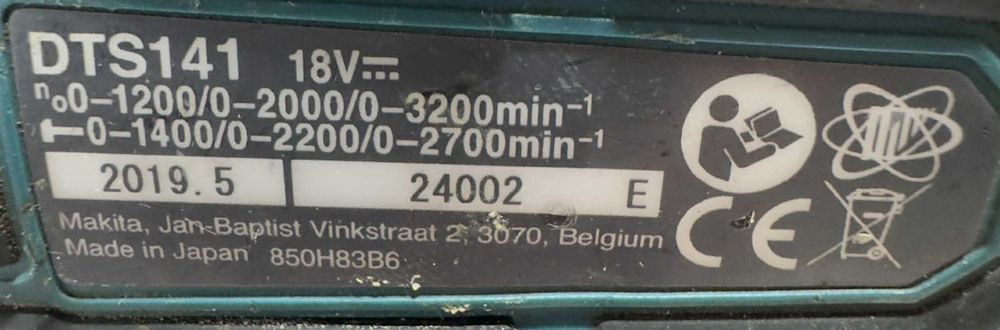 DTS141 18V
n₀0–1200/0–2000/0–3200min⁻¹
0–1400/0–2200/0–2700min⁻¹
2019.5 24002 E
Makita, Jan-Baptist Vinkstraat 2, 3070, Belgium
Made in Japan 850H83B6
CE